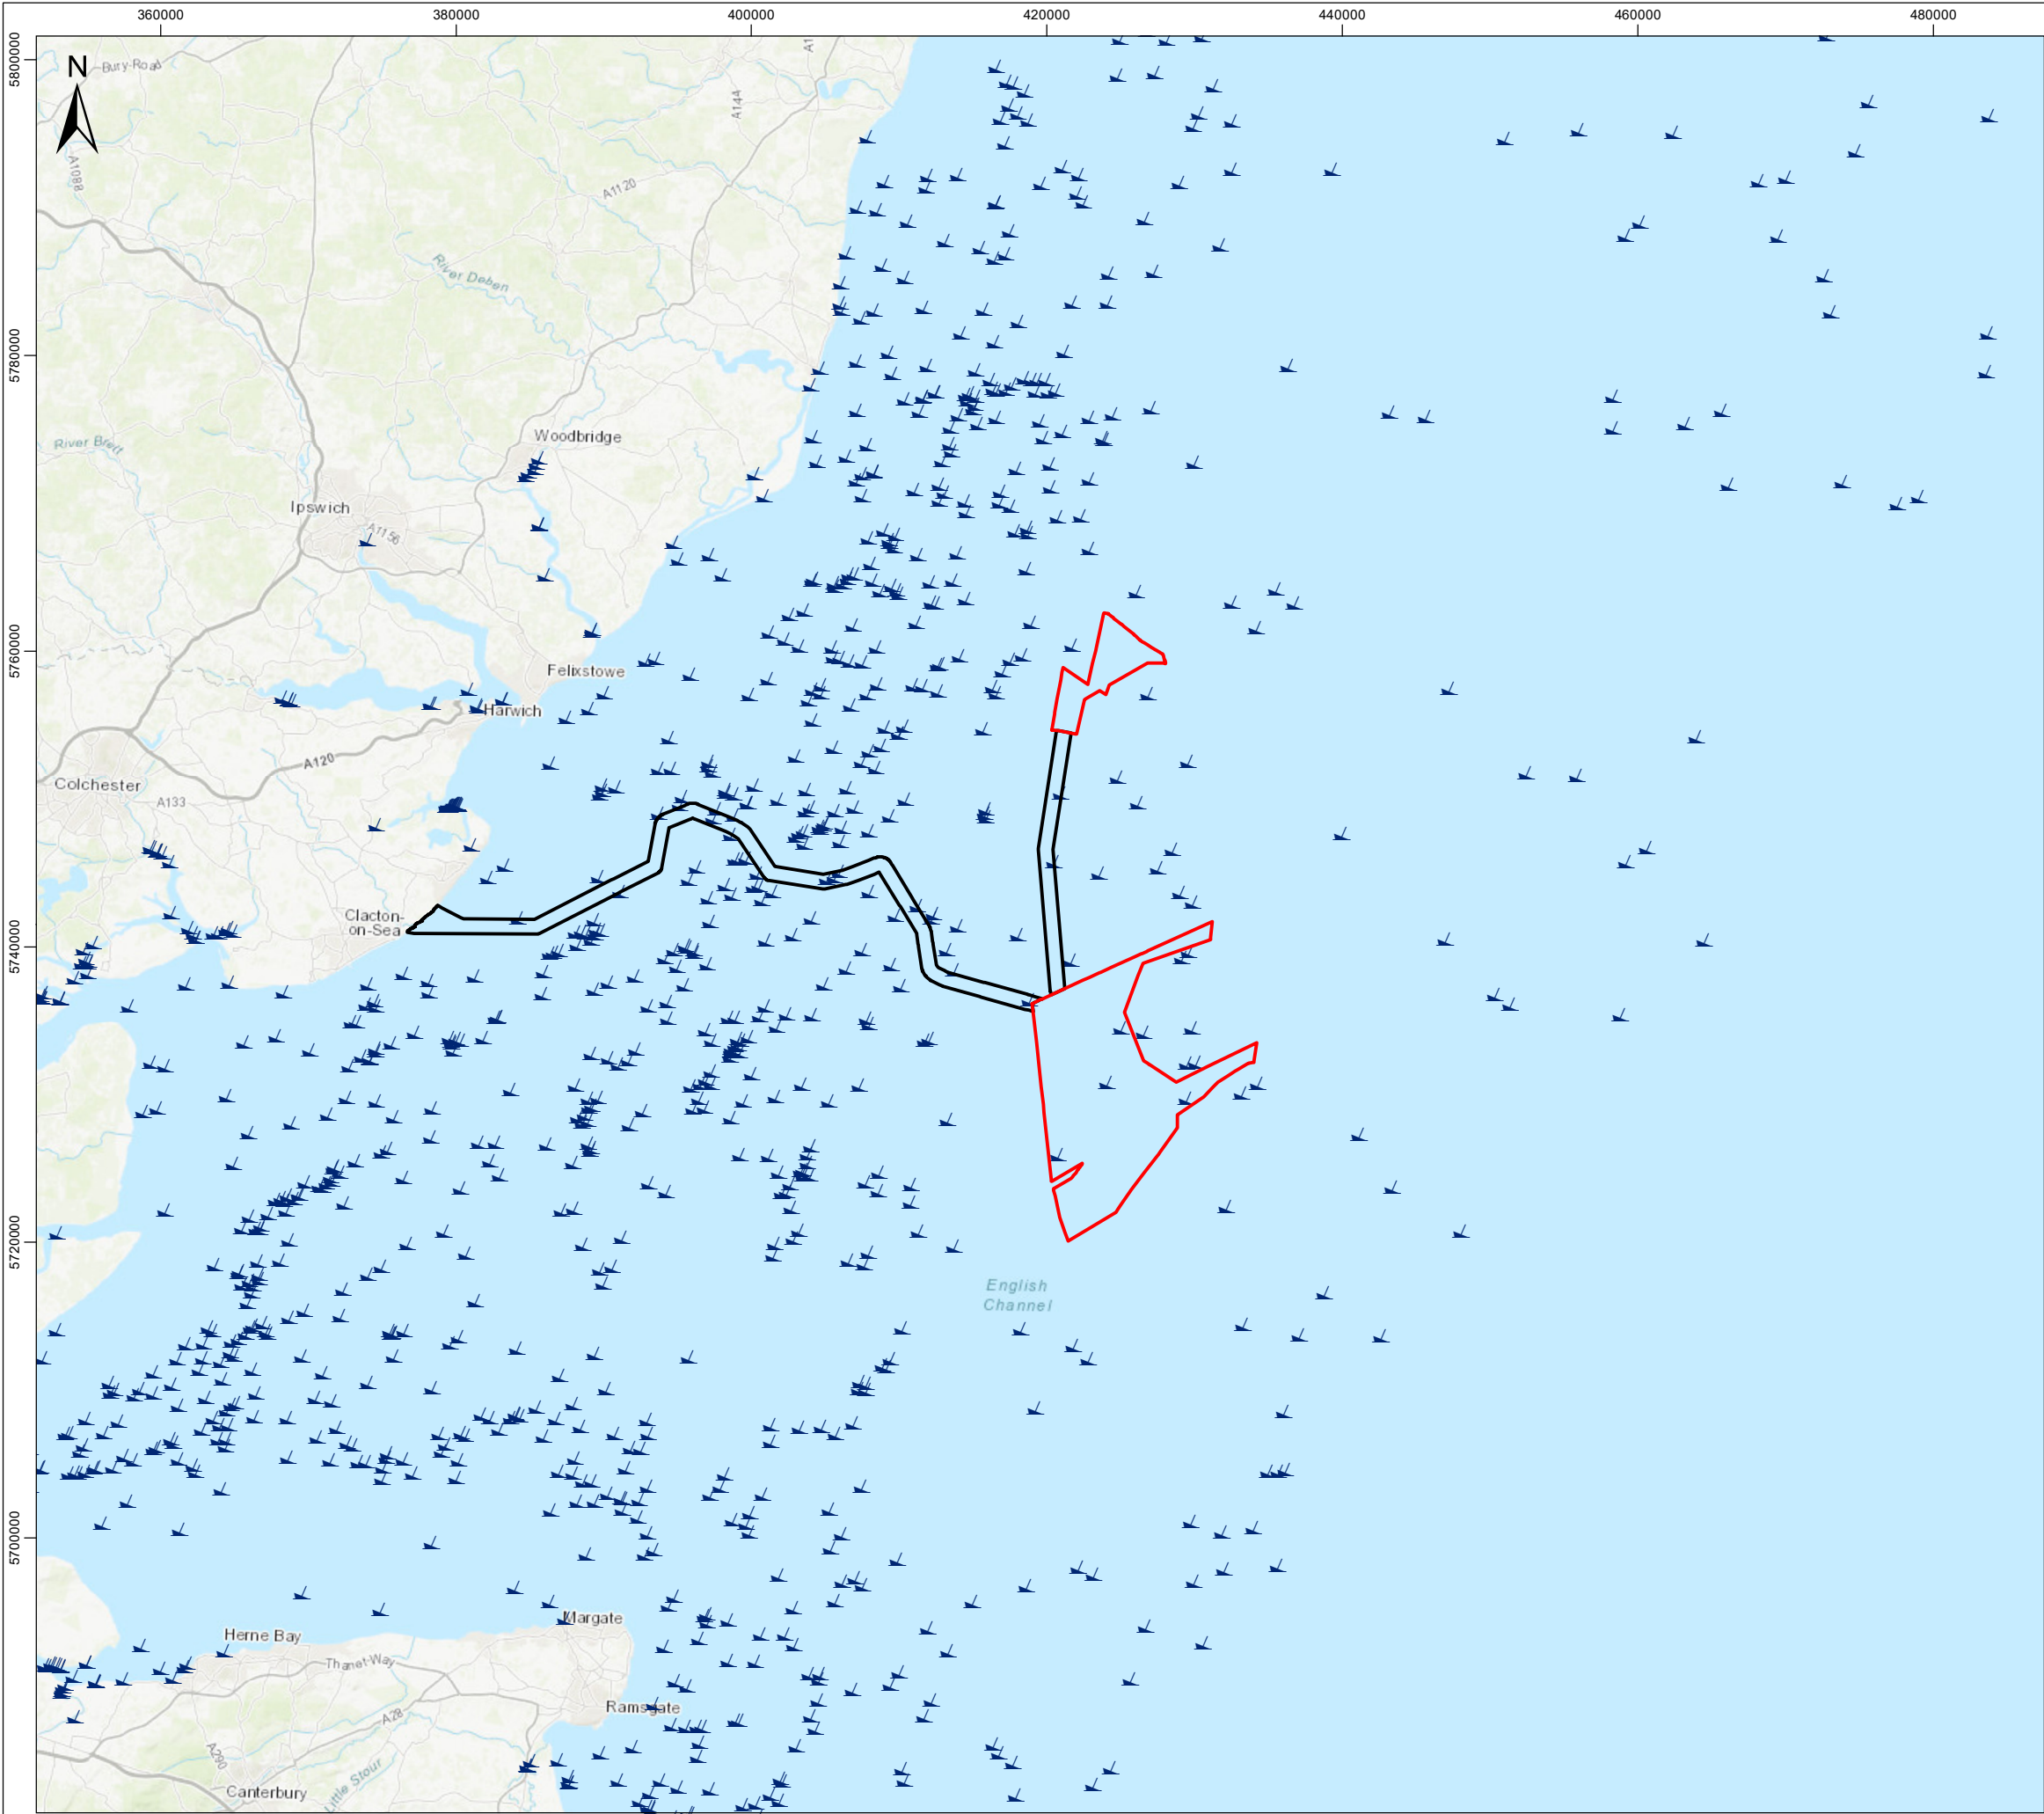 360000 380000 400000 420000 440000 460000 480000
5800000
5780000
5760000
5740000
5720000
5700000
N
Bury-Road
A1
A144
A1088
A1120
River Deben
River Brett
Woodbridge
Ipswich
A1156
Felixstowe
Harwich
A120
Colchester
A133
Clacton-
on-Sea
English
Channel
Margate
Herne Bay
Thanet-Way
Ramsgate
A28
A290
Canterbury
Little Stour